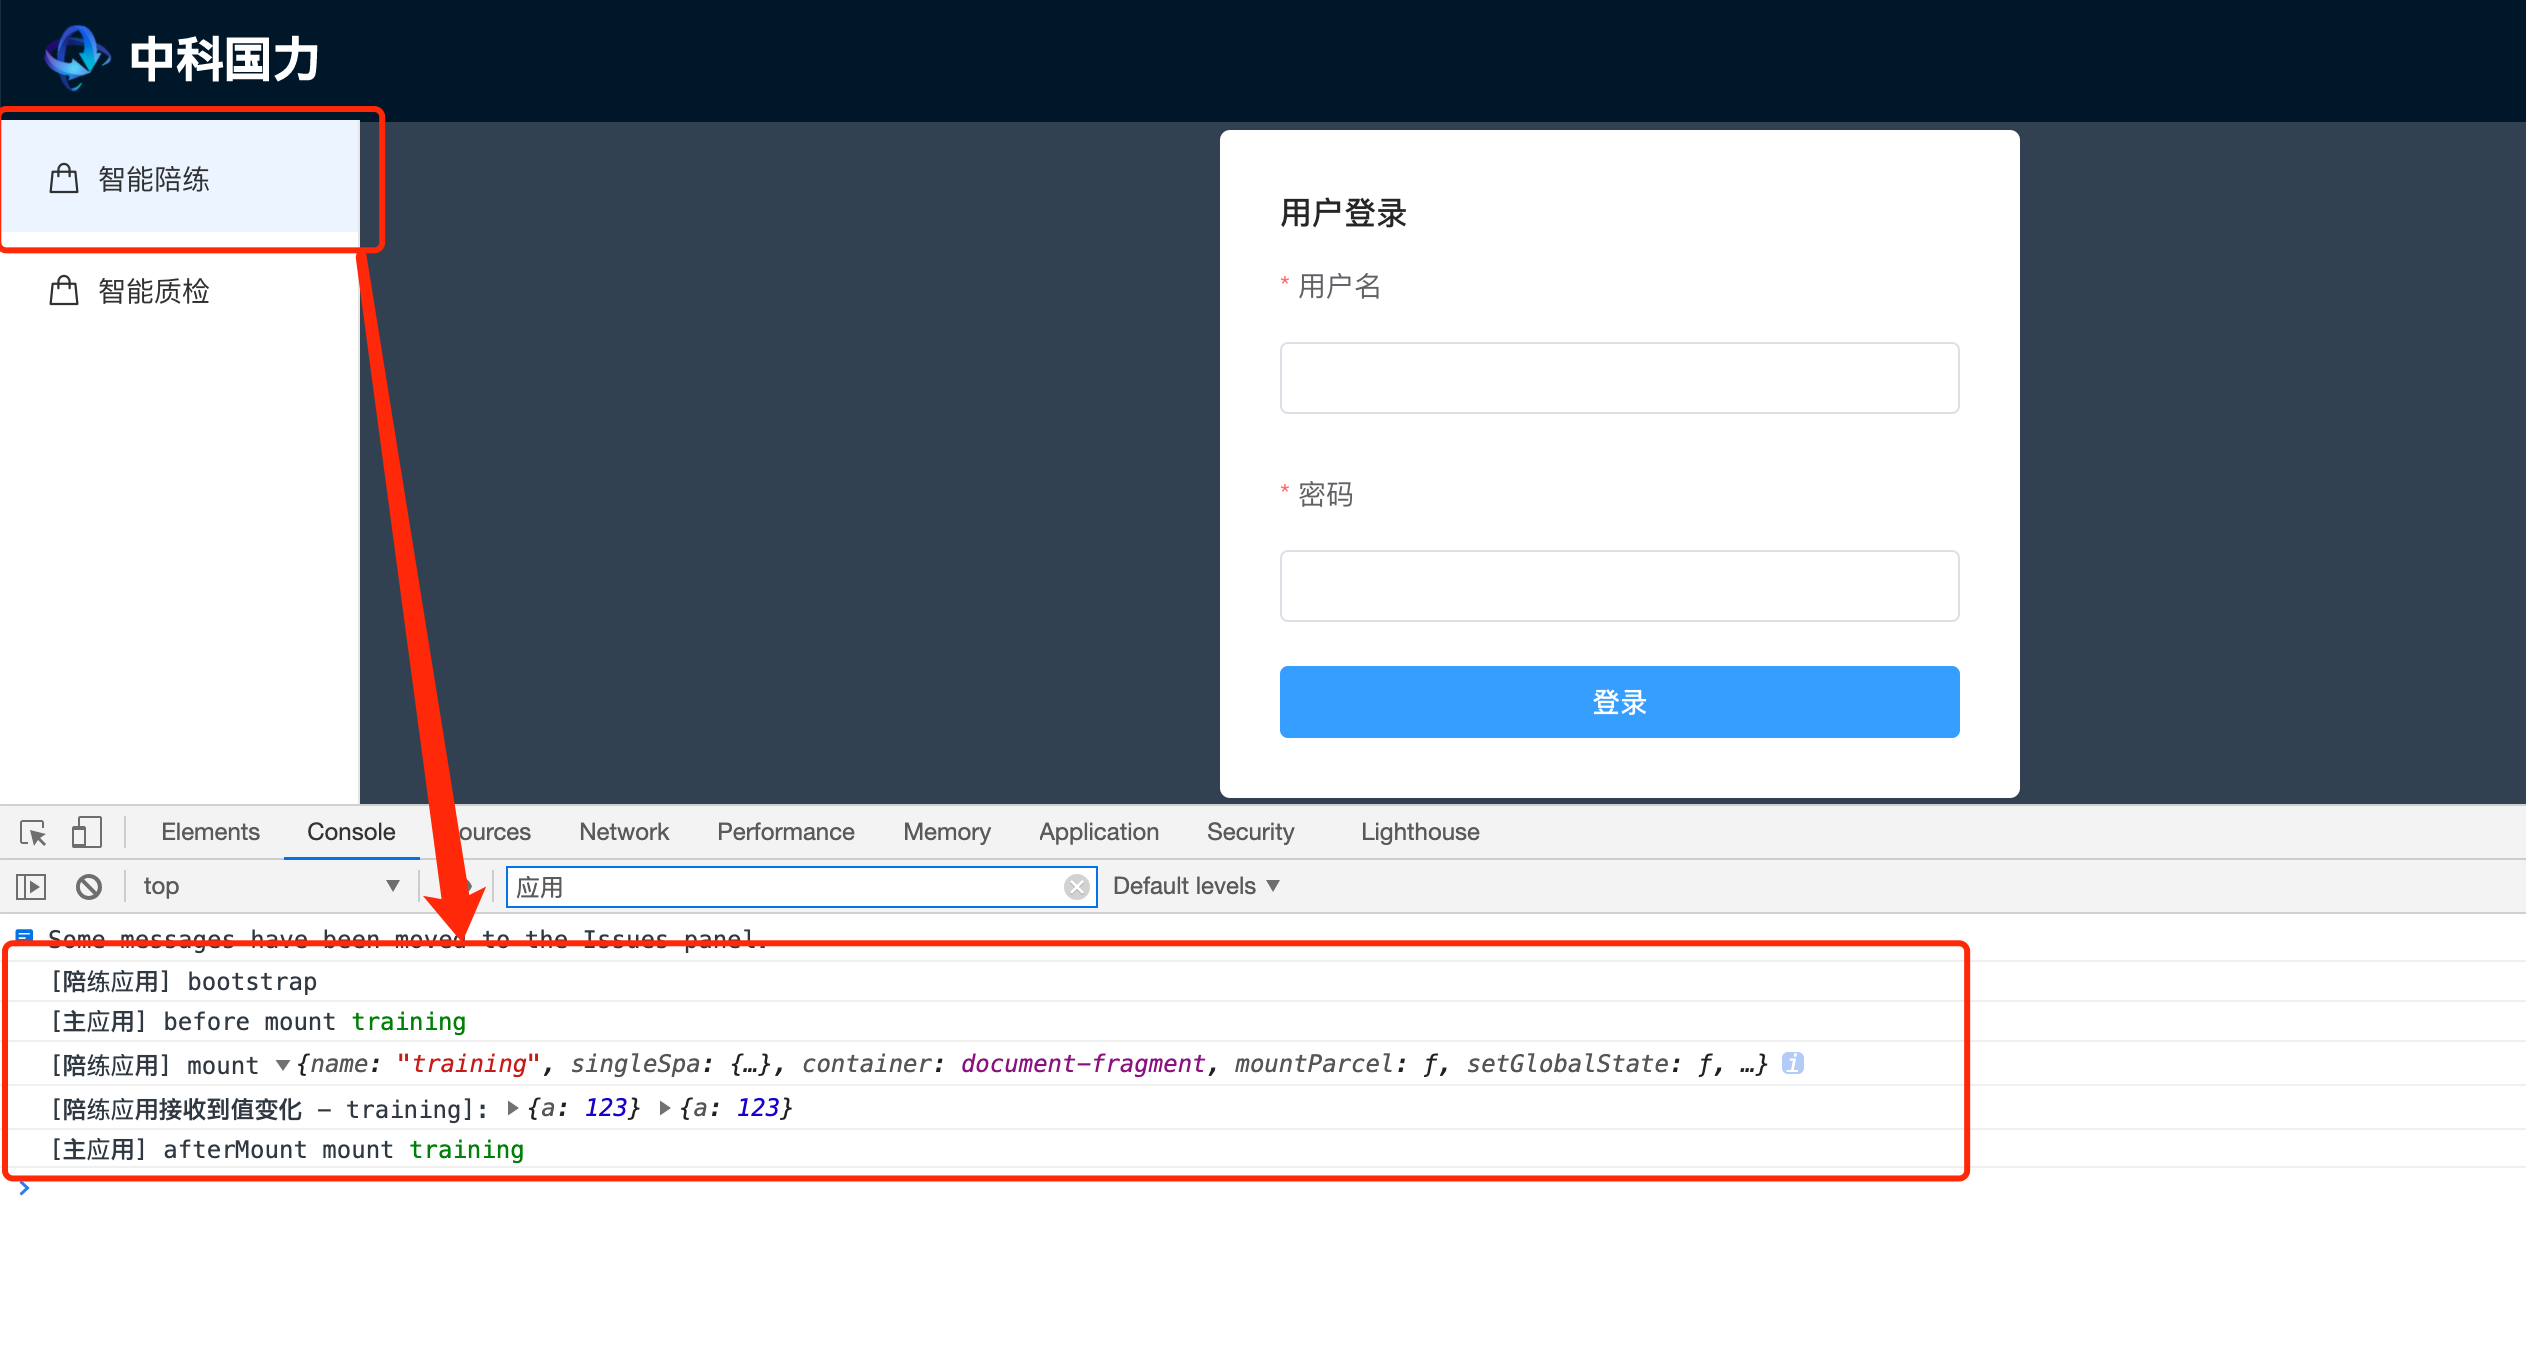 中科国力
智能陪练
智能质检
用户登录
* 用户名
* 密码
登录
Elements Console ources Network Performance Memory Application Security Lighthouse
top 应用 Default levels
Some messages have been moved to the Issues panel.
[陪练应用] bootstrap
[主应用] before mount training
[陪练应用] mount ▼{name: "training", singleSpa: {…}, container: document-fragment, mountParcel: ƒ, setGlobalState: ƒ, …} i
[陪练应用接收到值变化 – training]: ▶{a: 123} ▶{a: 123}
[主应用] afterMount mount training